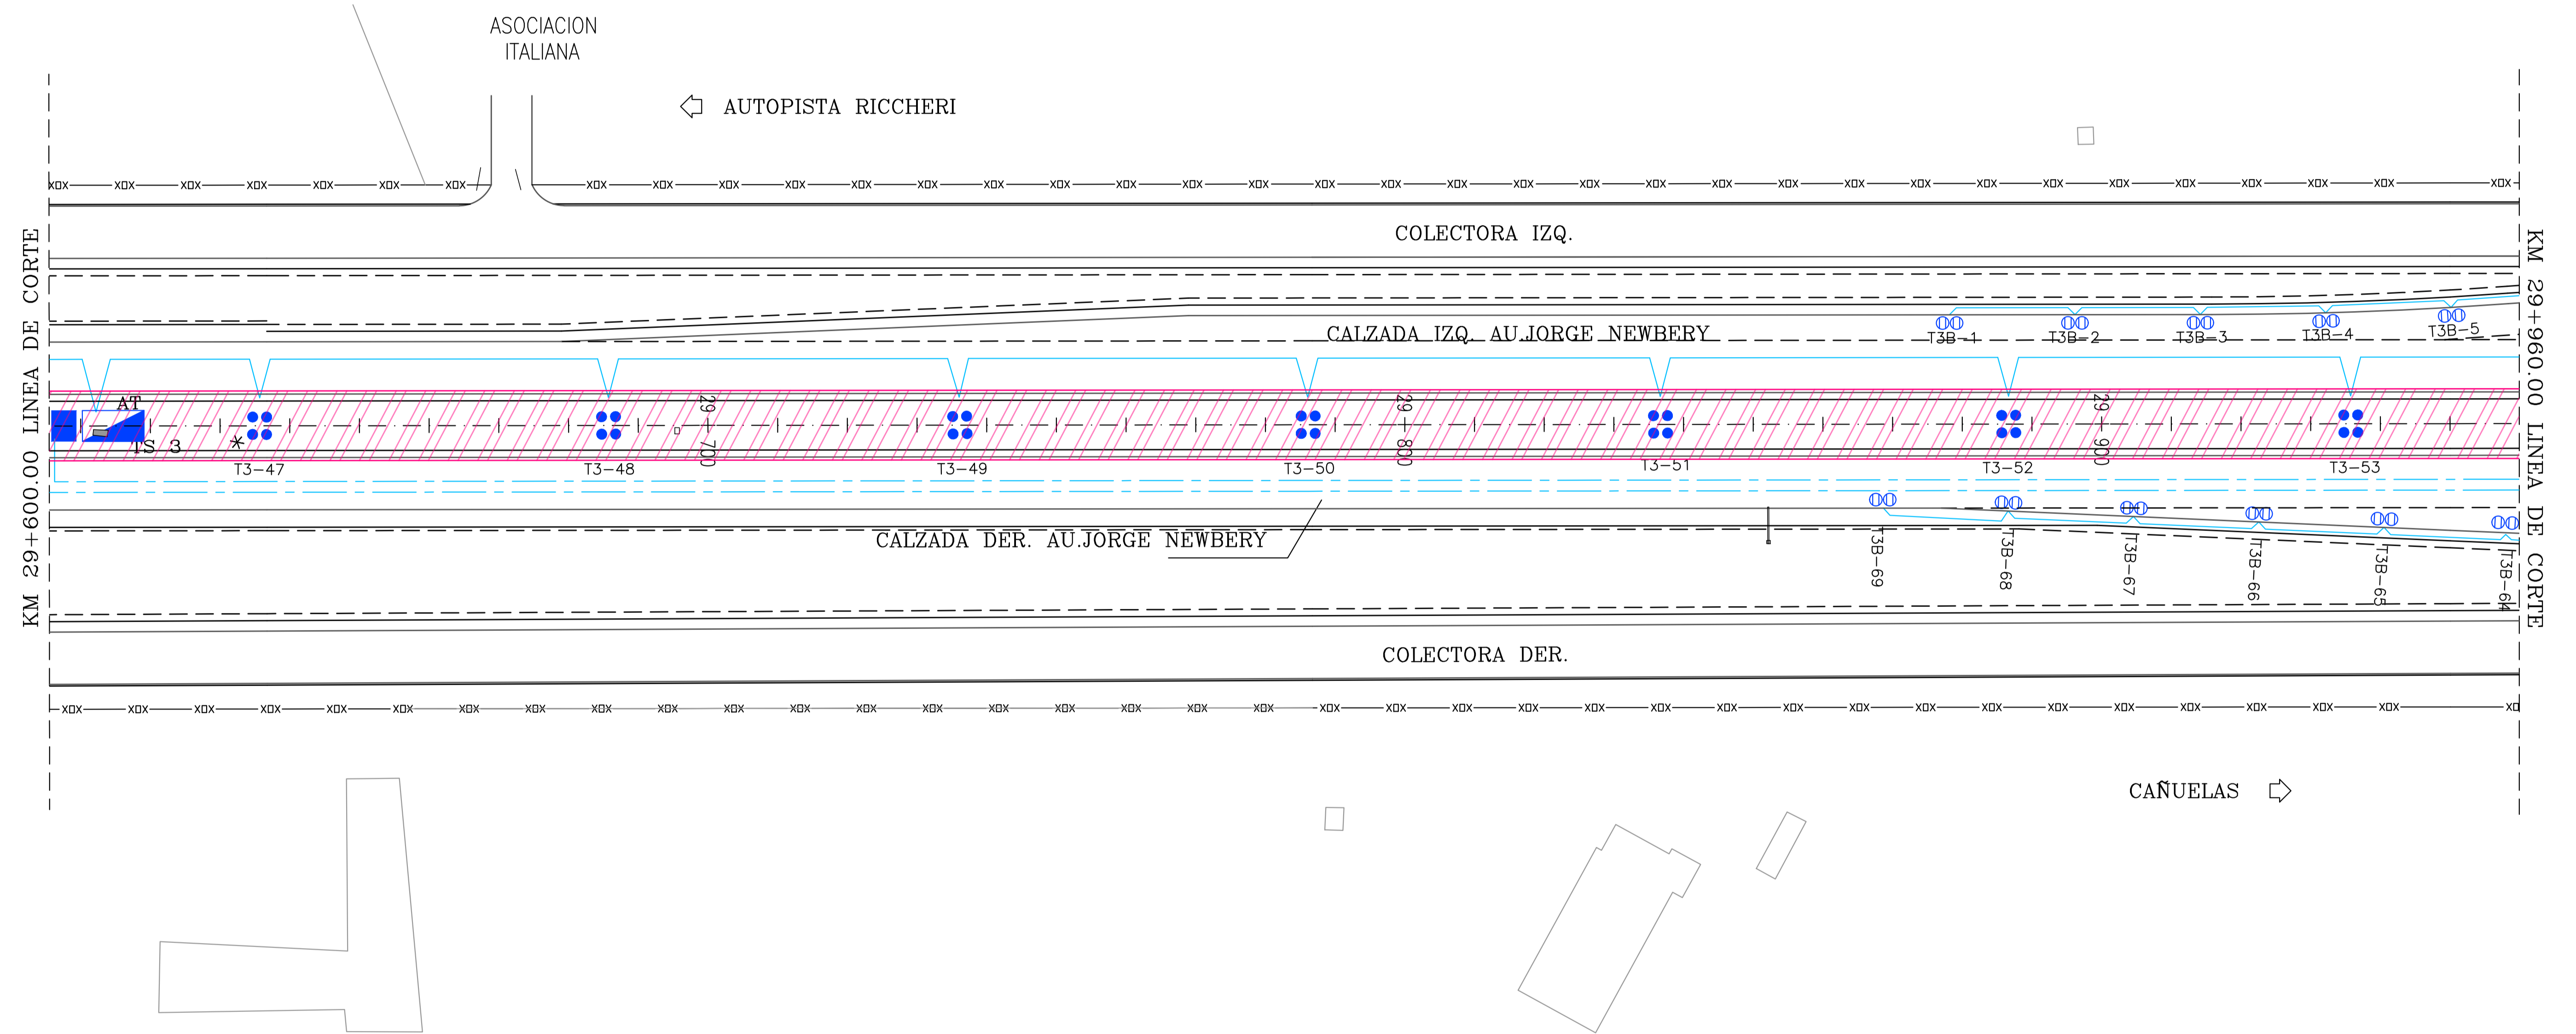 ASOCIACION
ITALIANA
AUTOPISTA RICCHERI
COLECTORA IZQ.
KM 29+600.00 LINEA DE CORTE
KM 29+960.00 LINEA DE CORTE
CALZADA IZQ. AU.JORGE NEWBERY
T3B-1
T3B-2
T3B-3
T3B-4
T3B-5
AT
TS 3
29 700
29 800
29 900
T3-47
T3-48
T3-49
T3-50
T3-51
T3-52
T3-53
CALZADA DER. AU.JORGE NEWBERY
T3B-69
T3B-68
T3B-67
T3B-66
T3B-65
T3B-64
COLECTORA DER.
CAÑUELAS